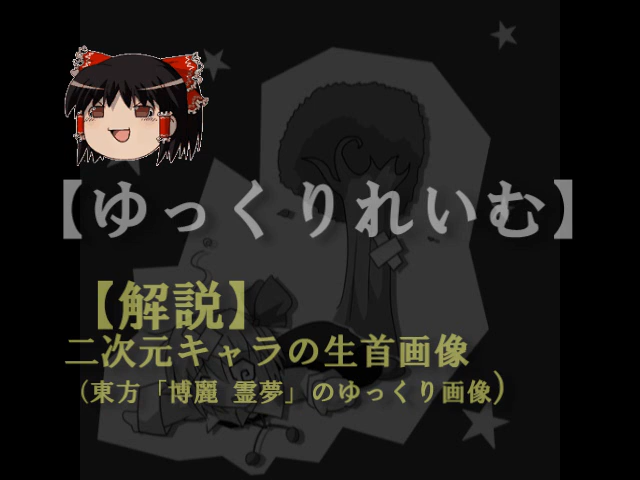 【ゆっくりれいむ】
【解説】
二次元キャラの生首画像
(東方「博麗 霊夢」のゆっくり画像)